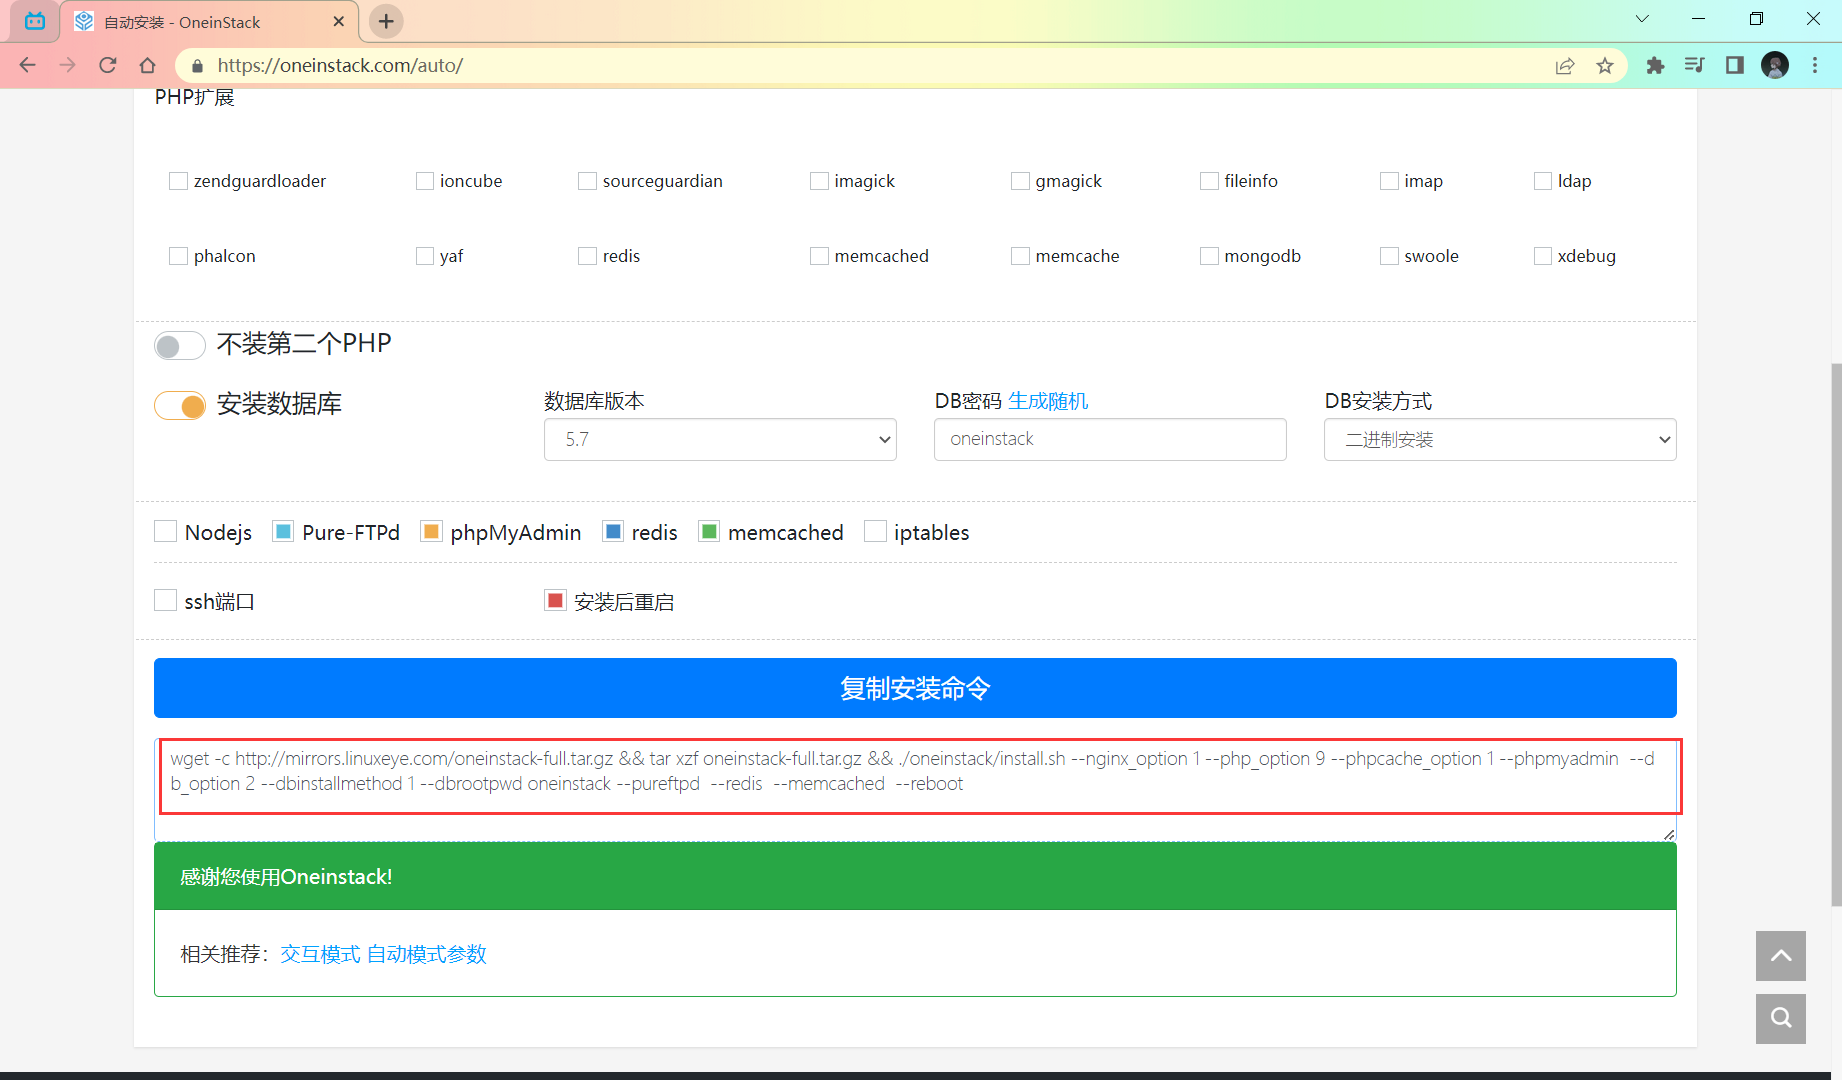 自动安装 - OneinStack
https://oneinstack.com/auto/
PHP扩展
zendguardloader ioncube sourceguardian imagick gmagick fileinfo imap ldap
phalcon yaf redis memcached memcache mongodb swoole xdebug
不装第二个PHP
安装数据库 数据库版本 DB密码 生成随机 DB安装方式
5.7 oneinstack 二进制安装
Nodejs Pure-FTPd phpMyAdmin redis memcached iptables
ssh端口 安装后重启
复制安装命令
wget -c http://mirrors.linuxeye.com/oneinstack-full.tar.gz && tar xzf oneinstack-full.tar.gz && ./oneinstack/install.sh --nginx_option 1 --php_option 9 --phpcache_option 1 --phpmyadmin  --d
b_option 2 --dbinstallmethod 1 --dbrootpwd oneinstack --pureftpd  --redis  --memcached  --reboot
感谢您使用Oneinstack!
相关推荐：交互模式 自动模式参数